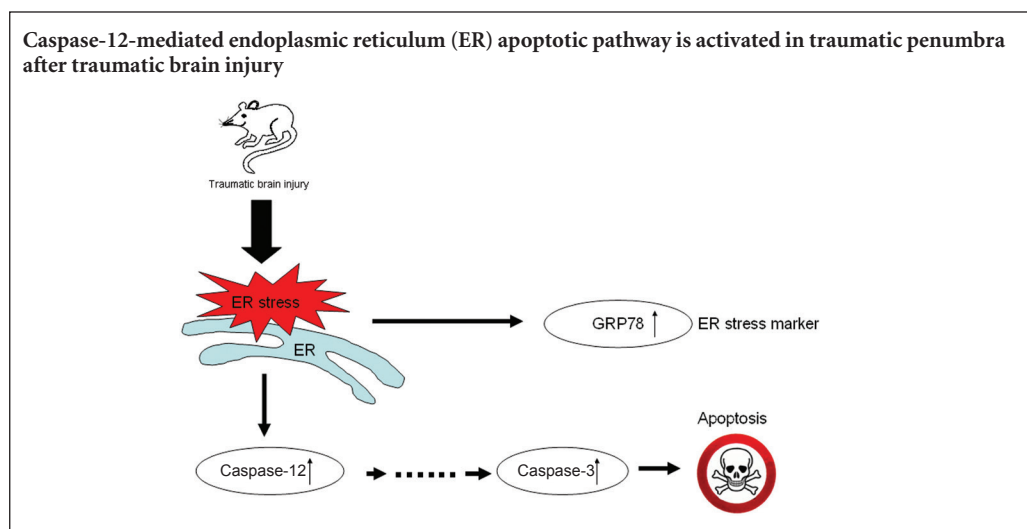 Caspase-12-mediated endoplasmic reticulum (ER) apoptotic pathway is activated in traumatic penumbra
after traumatic brain injury
Traumatic brain injury
ER stress
GRP78 ↑ ER stress marker
ER
Apoptosis
Caspase-12↑
Caspase-3↑